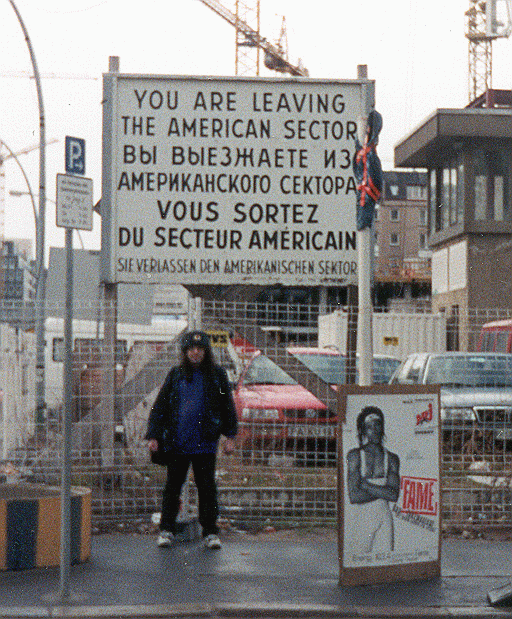 YOU ARE LEAVING
THE AMERICAN SECTOR
ВЫ ВЫЕЗЖАЕТЕ ИЗ
АМЕРИКАНСКОГО СЕКТОРА
VOUS SORTEZ
DU SECTEUR AMÉRICAIN
SIE VERLASSEN DEN AMERIKANISCHEN SEKTOR
P
FAME